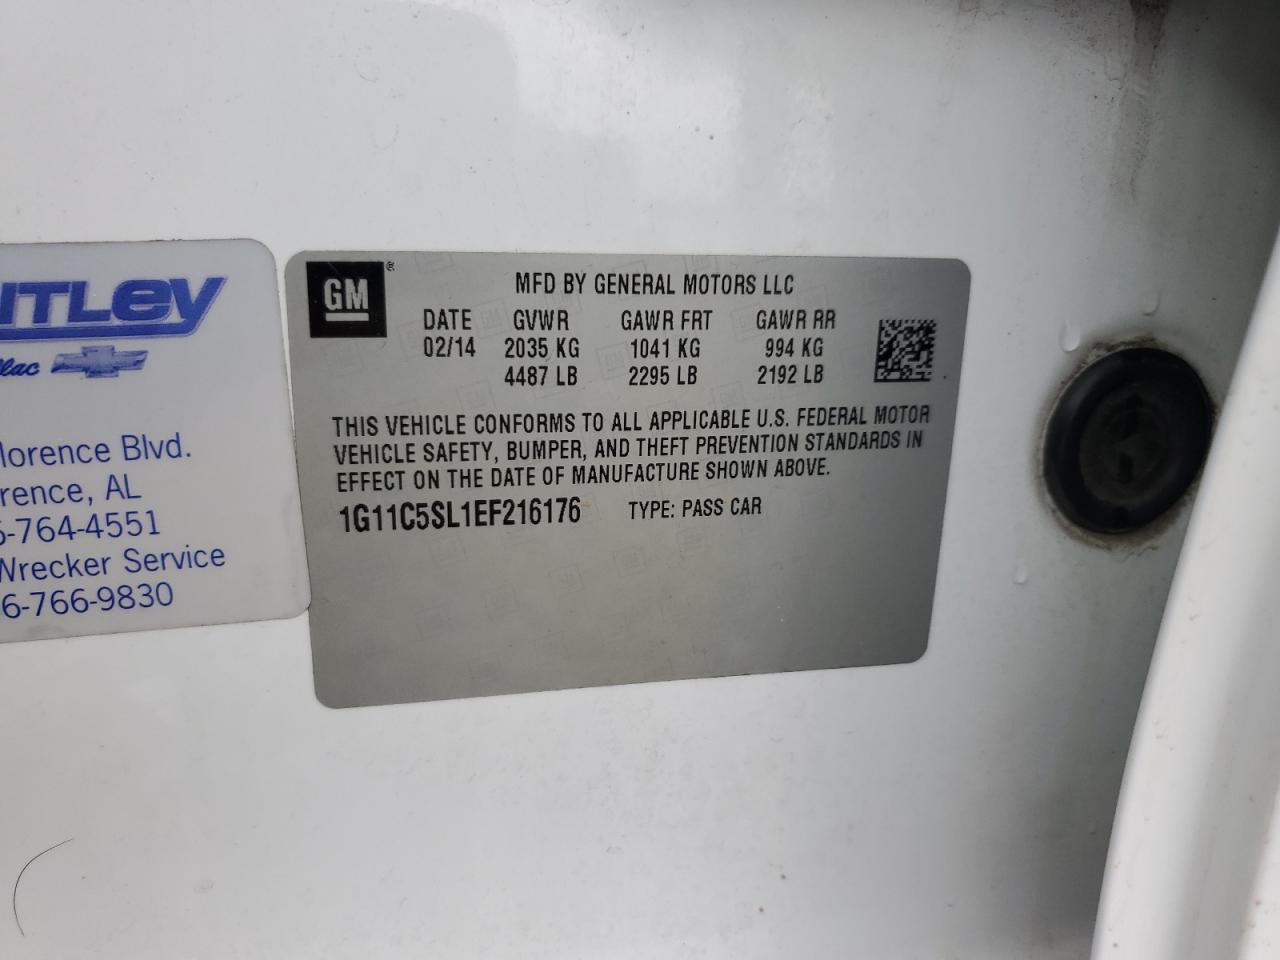 GM
®
MFD BY GENERAL MOTORS LLC
DATE GVWR GAWR FRT GAWR RR
02/14 2035 KG 1041 KG 994 KG
4487 LB 2295 LB 2192 LB
THIS VEHICLE CONFORMS TO ALL APPLICABLE U.S. FEDERAL MOTOR
VEHICLE SAFETY, BUMPER, AND THEFT PREVENTION STANDARDS IN
EFFECT ON THE DATE OF MANUFACTURE SHOWN ABOVE.
1G11C5SL1EF216176 TYPE: PASS CAR
NTLey
llac
lorence Blvd.
rence, AL
6-764-4551
Wrecker Service
6-766-9830